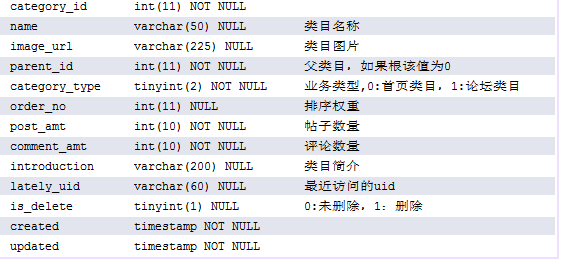 category_id int(11) NOT NULL
name varchar(50) NULL 类目名称
image_url varchar(225) NULL 类目图片
parent_id int(11) NOT NULL 父类目，如果根该值为0
category_type tinyint(2) NOT NULL 业务类型,0:首页类目，1:论坛类目
order_no int(11) NULL 排序权重
post_amt int(10) NOT NULL 帖子数量
comment_amt int(10) NOT NULL 评论数量
introduction varchar(200) NULL 类目简介
lately_uid varchar(60) NULL 最近访问的uid
is_delete tinyint(1) NULL 0:未删除，1：删除
created timestamp NOT NULL
updated timestamp NOT NULL